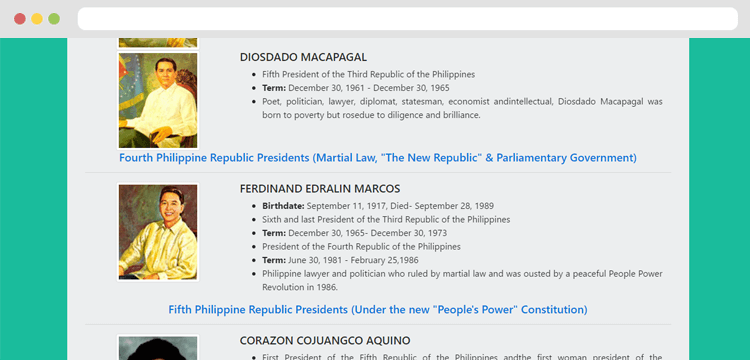 DIOSDADO MACAPAGAL
Fifth President of the Third Republic of the Philippines
Term: December 30, 1961 - December 30, 1965
Poet, politician, lawyer, diplomat, statesman, economist andintellectual, Diosdado Macapagal was
born to poverty but rosedue to diligence and brilliance.
Fourth Philippine Republic Presidents (Martial Law, "The New Republic" & Parliamentary Government)
FERDINAND EDRALIN MARCOS
Birthdate: September 11, 1917, Died- September 28, 1989
Sixth and last President of the Third Republic of the Philippines
Term: December 30, 1965- December 30, 1973
President of the Fourth Republic of the Philippines
Term: June 30, 1981 - February 25,1986
Philippine lawyer and politician who ruled by martial law and was ousted by a peaceful People Power
Revolution in 1986.
Fifth Philippine Republic Presidents (Under the new "People's Power" Constitution)
CORAZON COJUANGCO AQUINO
First President of the Fifth Republic of the Philippines andthe first woman president of the